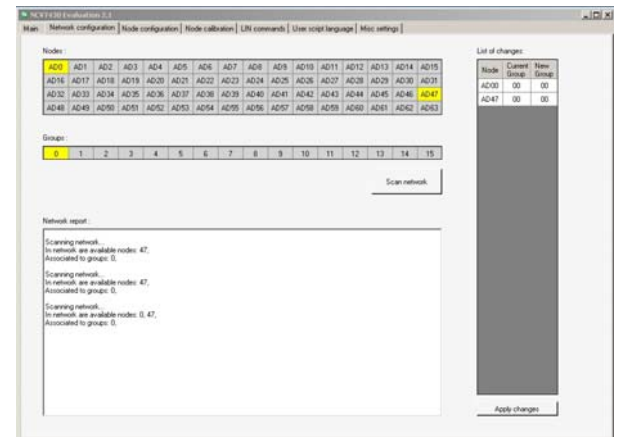 NCV7430 Evaluation 2.1
Main Network configuration Node configuration Node calibration LIN commands User script language Misc settings
Nodes :
AD0 AD1 AD2 AD3 AD4 AD5 AD6 AD7 AD8 AD9 AD10 AD11 AD12 AD13 AD14 AD15
AD16 AD17 AD18 AD19 AD20 AD21 AD22 AD23 AD24 AD25 AD26 AD27 AD28 AD29 AD30 AD31
AD32 AD33 AD34 AD35 AD36 AD37 AD38 AD39 AD40 AD41 AD42 AD43 AD44 AD45 AD46 AD47
AD48 AD49 AD50 AD51 AD52 AD53 AD54 AD55 AD56 AD57 AD58 AD59 AD60 AD61 AD62 AD63
Groups :
0 1 2 3 4 5 6 7 8 9 10 11 12 13 14 15
Scan network
Network report :
Scanning network...
In network are available nodes: 47,
Associated to groups: 0,
Scanning network...
In network are available nodes: 47,
Associated to groups: 0,
Scanning network...
In network are available nodes: 0, 47,
Associated to groups: 0,
List of changes:
Node Current Group New Group
AD00 00 00
AD47 00 00
Apply changes